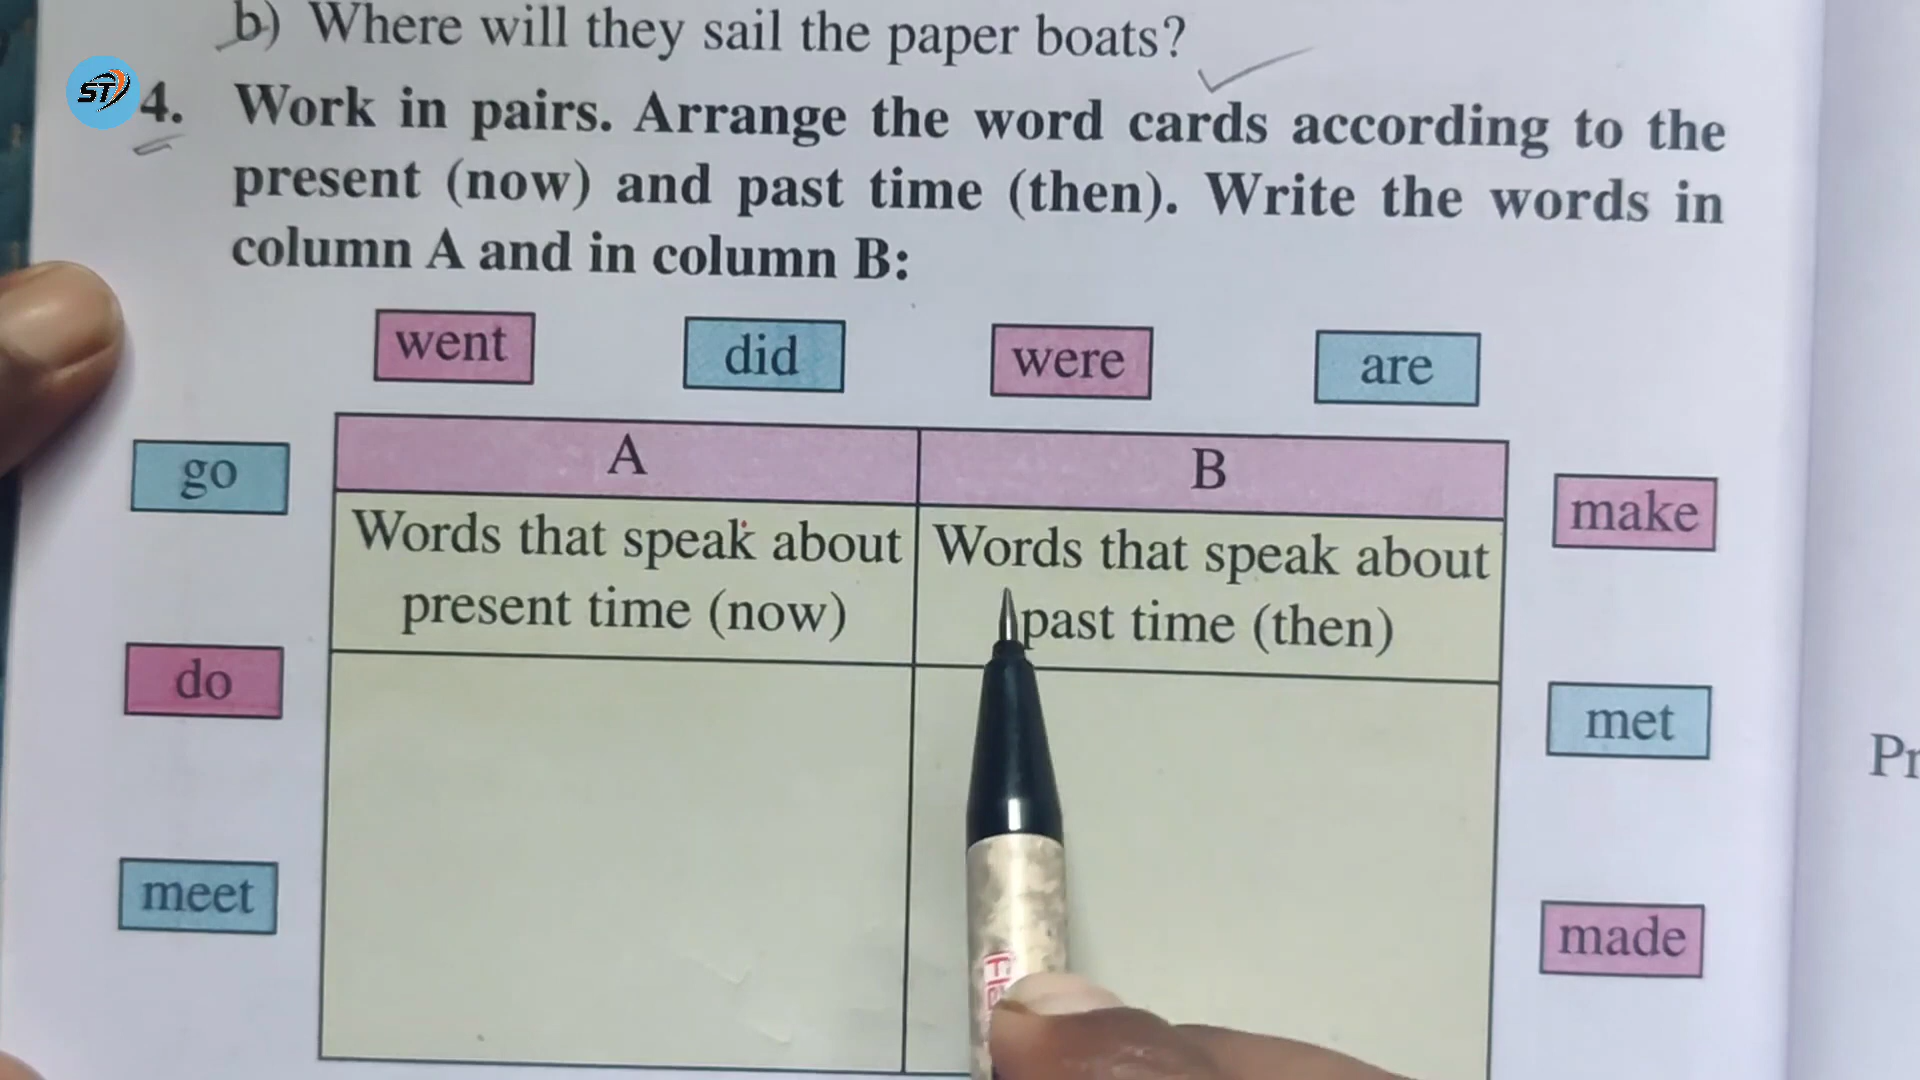 b) Where will they sail the paper boats?
ST
4. Work in pairs. Arrange the word cards according to the
present (now) and past time (then). Write the words in
column A and in column B:
went did were are
A B
go make
Words that speak about Words that speak about
present time (now) past time (then)
do met
meet made
Pr